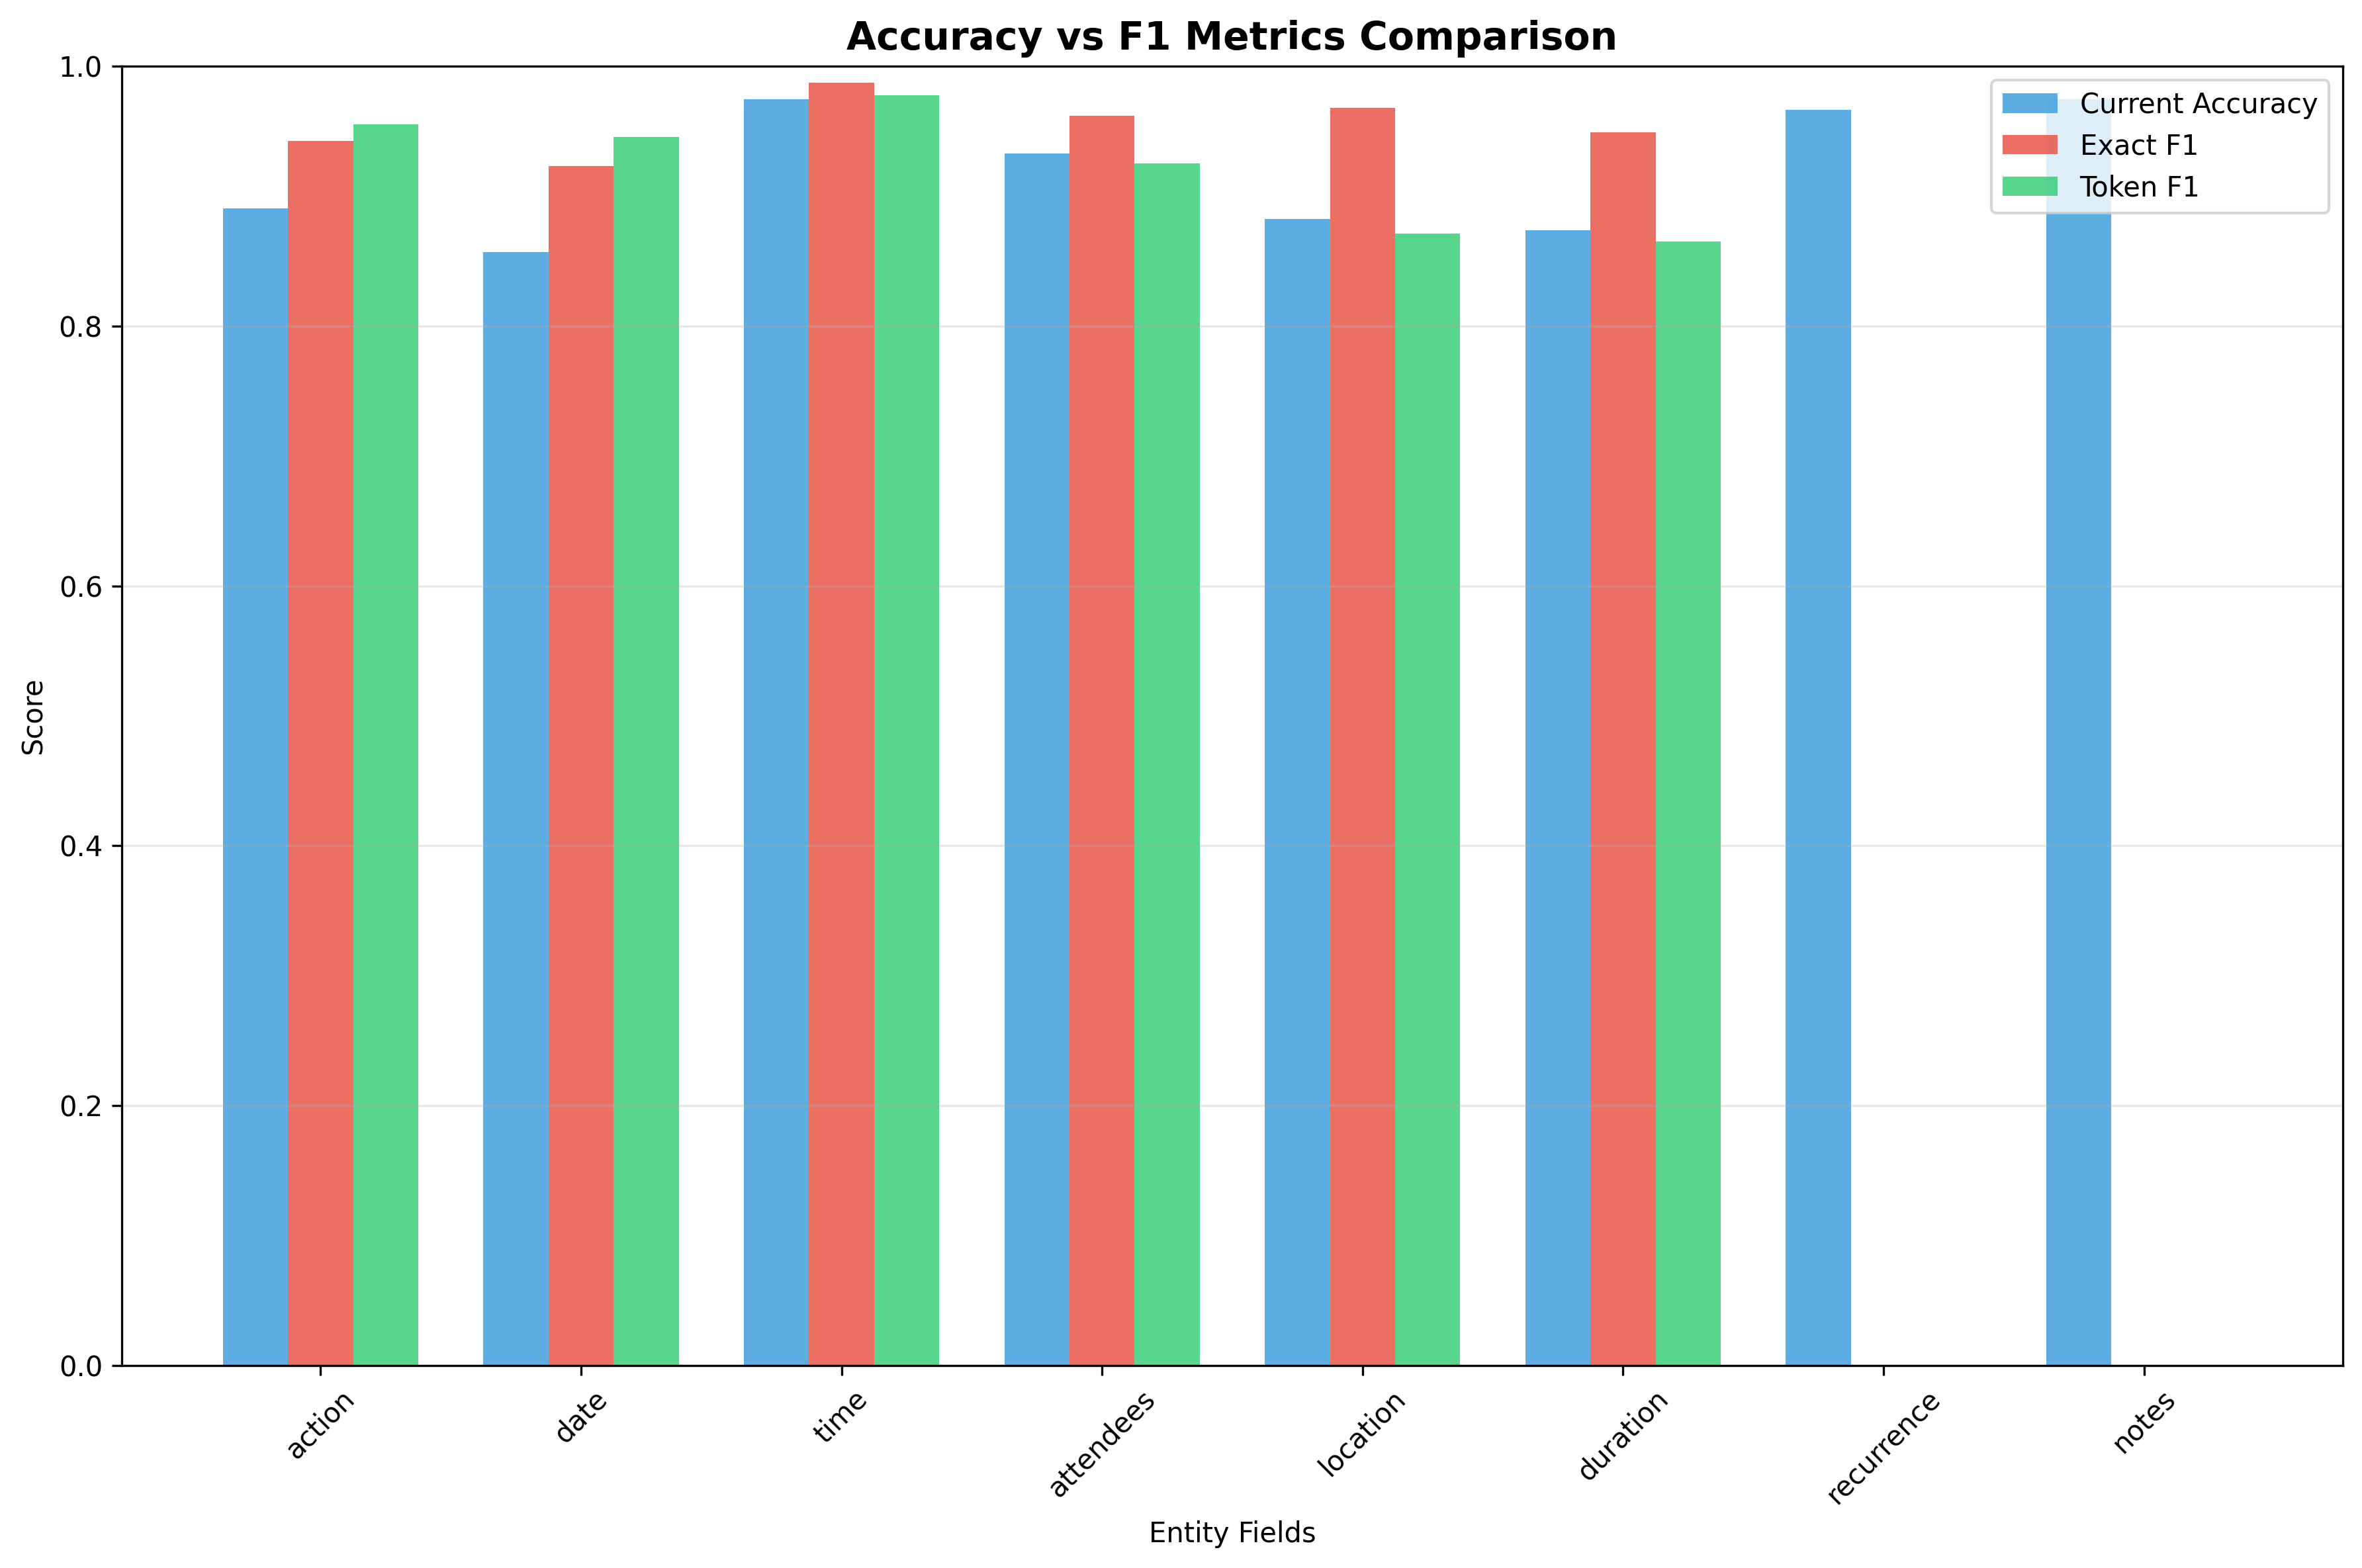 Accuracy vs F1 Metrics Comparison
1.0
0.8
0.6
0.4
0.2
0.0
Score
Current Accuracy
Exact F1
Token F1
action
date
time
attendees
location
duration
recurrence
notes
Entity Fields